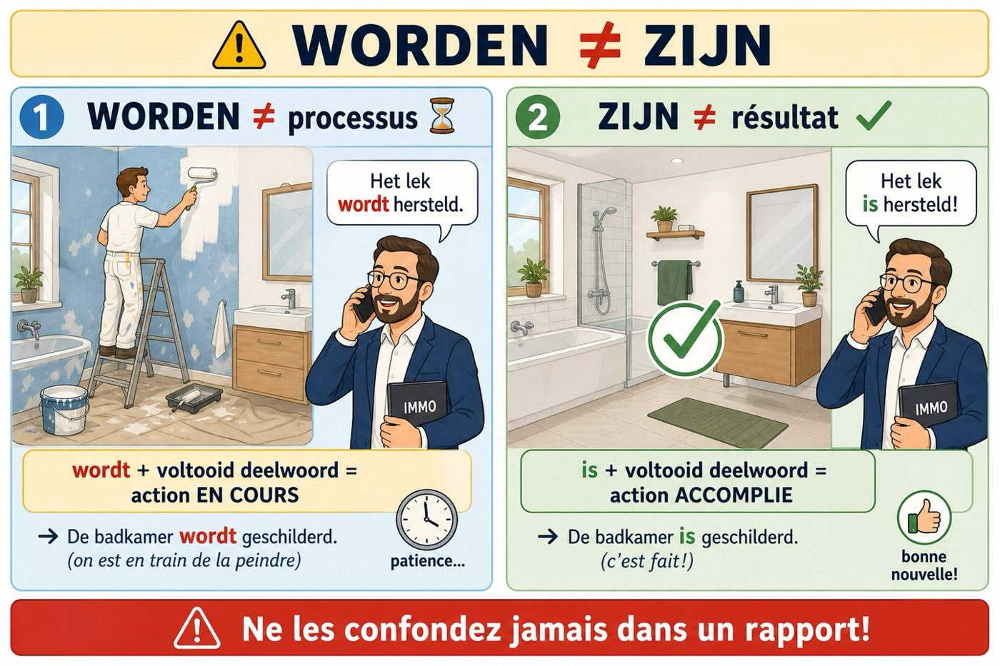 WORDEN ≠ ZIJN
1 WORDEN ≠ processus
Het lek
wordt hersteld.
IMMO
wordt + voltooid deelwoord =
action EN COURS
→ De badkamer wordt geschilderd.
(on est en train de la peindre)
patience...
2 ZIJN ≠ résultat
Het lek
is hersteld!
IMMO
is + voltooid deelwoord =
action ACCOMPLIE
→ De badkamer is geschilderd.
(c'est fait!)
bonne
nouvelle!
Ne les confondez jamais dans un rapport!